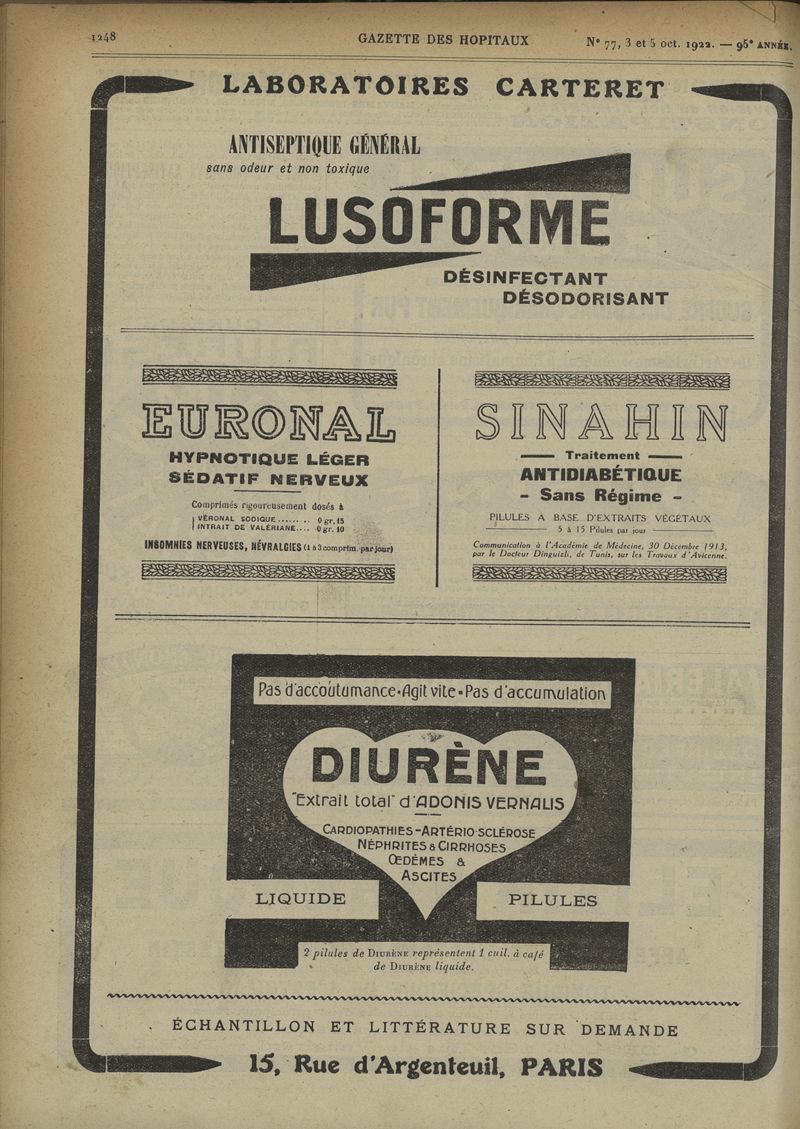 1248
GAZETTE DES HOPITAUX
N° 77, 3 et 5 oct. 1922. — 95e ANNÉE.
LABORATOIRES CARTERET
ANTISEPTIQUE GÉNÉRAL
sans odeur et non toxique
LUSOFORME
DÉSINFECTANT
DÉSODORISANT
EURONAL
HYPNOTIQUE LÉGER
SÉDATIF NERVEUX
Comprimés rigoureusement dosés à
VÉRONAL SODIQUE ......... 0 gr. 15
INTRAIT DE VALÉRIANE.... 0 gr. 10
INSOMNIES NERVEUSES, NÉVRALGIES (1 à 3 comprim. par jour)
SINAHIN
Traitement
ANTIDIABÉTIQUE
- Sans Régime -
PILULES A BASE D'EXTRAITS VÉGÉTAUX
5 à 15 Pilules par jour
Communication à l'Académie de Médecine, 30 Décembre 1913,
par le Docteur Dinguizli, de Tunis, sur les Travaux d'Avicenne.
Pas d'accoutumance-Agit vite-Pas d'accumulation
DIURÈNE
"Extrait total" d'ADONIS VERNALIS
CARDIOPATHIES-ARTÉRIO-SCLÉROSE
NÉPHRITES & CIRRHOSES
ŒDÈMES &
ASCITES
LIQUIDE
PILULES
2 pilules de DIURÈNE représentent 1 cuil. à café
de DIURÈNE liquide.
ÉCHANTILLON ET LITTÉRATURE SUR DEMANDE
15, Rue d'Argenteuil, PARIS